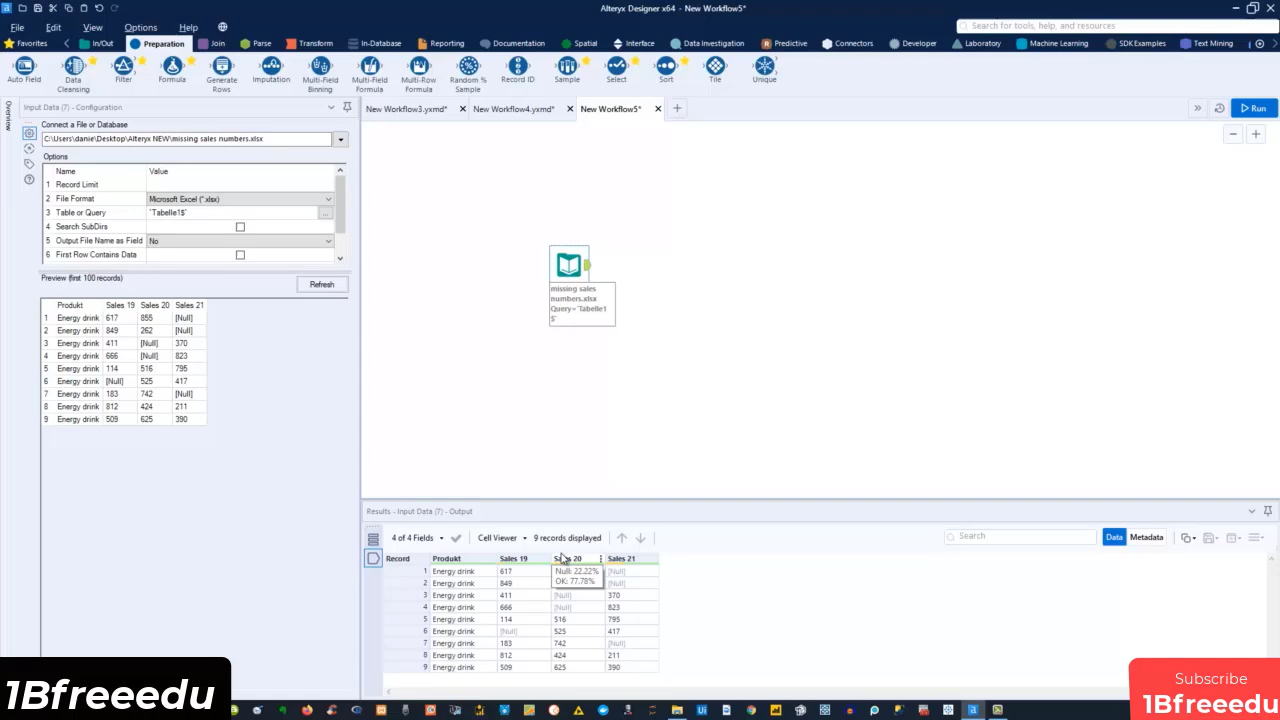 Alteryx Designer x64 - New Workflow5*
File Edit View Options Help
Search for tools, help, and resources
Favorites In/Out Preparation Join Parse Transform In-Database Reporting Documentation Spatial Interface Data Investigation Predictive Connectors Developer Laboratory Machine Learning SDK Examples Text Mining
Auto Field Data Cleansing Filter Formula Generate Rows Imputation Multi-Field Binning Multi-Field Formula Multi-Row Formula Random % Sample Record ID Sample Select Sort Tile Unique
Overview
Input Data (7) - Configuration
New Workflow3.yxmd* New Workflow4.yxmd* New Workflow5* Run
Connect a File or Database
C:\Users\danie\Desktop\Alteryx NEW\missing sales numbers.xlsx
Options
Name Value
1 Record Limit
2 File Format Microsoft Excel (*.xlsx)
3 Table or Query `Tabelle1$` ...
4 Search SubDirs
5 Output File Name as Field No
6 First Row Contains Data
Preview (first 100 records) Refresh
Produkt Sales 19 Sales 20 Sales 21
1 Energy drink 617 855 [Null]
2 Energy drink 849 262 [Null]
3 Energy drink 411 [Null] 370
4 Energy drink 666 [Null] 823
5 Energy drink 114 516 795
6 Energy drink [Null] 525 417
7 Energy drink 183 742 [Null]
8 Energy drink 812 424 211
9 Energy drink 509 625 390
missing sales
numbers.xlsx
Query=`Tabelle1
$`
Results - Input Data (7) - Output
4 of 4 Fields Cell Viewer 9 records displayed Search Data Metadata
Record Produkt Sales 19 20 Sales 21
1 Energy drink 617 [Null]
2 Energy drink 849 [Null]
3 Energy drink 411 [Null] 370
4 Energy drink 666 [Null] 823
5 Energy drink 114 516 795
6 Energy drink [Null] 525 417
7 Energy drink 183 742 [Null]
8 Energy drink 812 424 211
9 Energy drink 509 625 390
Null: 22.22%
OK: 77.78%
1Bfreeedu
Subscribe
1Bfreeedu